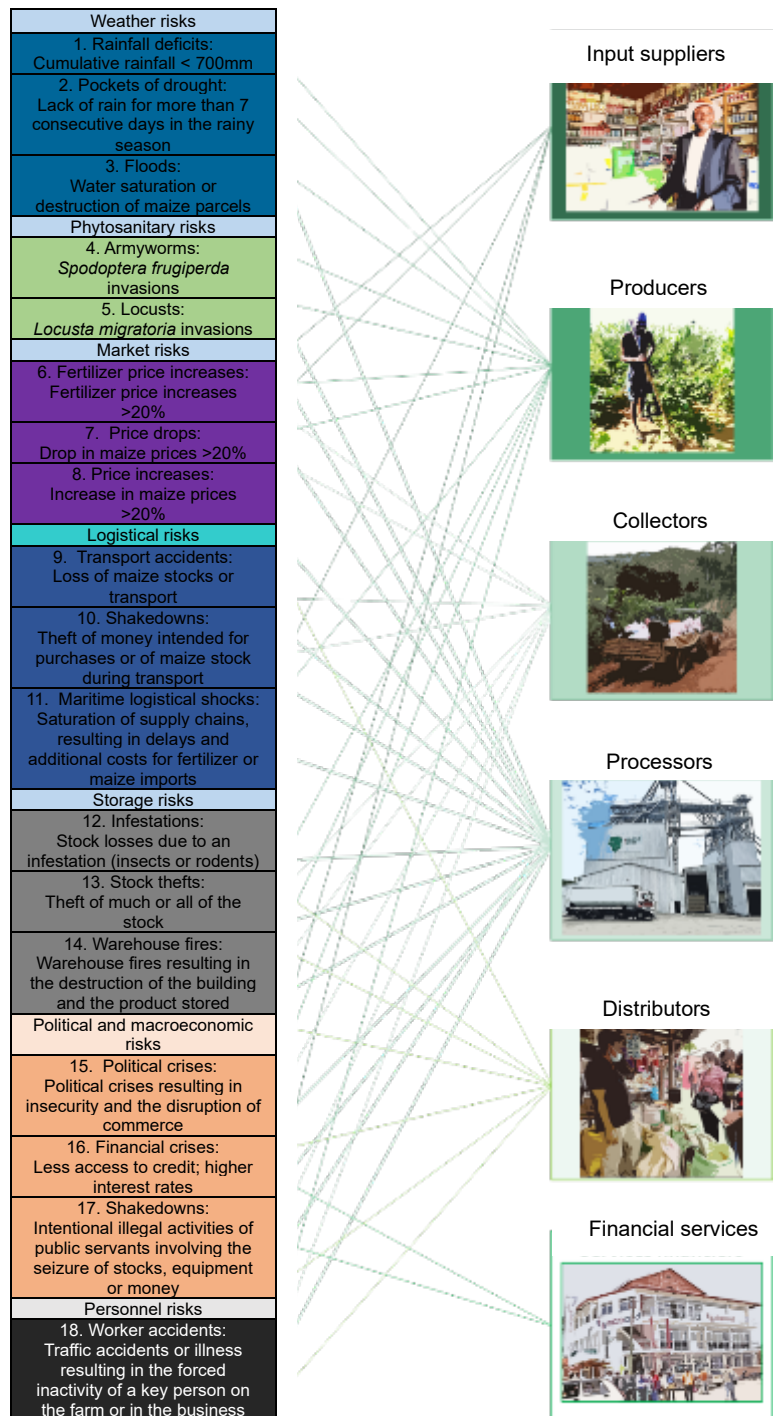 Weather risks
1. Rainfall deficits:
Cumulative rainfall < 700mm
2. Pockets of drought:
Lack of rain for more than 7
consecutive days in the rainy
season
3. Floods:
Water saturation or
destruction of maize parcels
Phytosanitary risks
4. Armyworms:
Spodoptera frugiperda
invasions
5. Locusts:
Locusta migratoria invasions
Market risks
6. Fertilizer price increases:
Fertilizer price increases
>20%
7. Price drops:
Drop in maize prices >20%
8. Price increases:
Increase in maize prices
>20%
Logistical risks
9. Transport accidents:
Loss of maize stocks or
transport
10. Shakedowns:
Theft of money intended for
purchases or of maize stock
during transport
11. Maritime logistical shocks:
Saturation of supply chains,
resulting in delays and
additional costs for fertilizer or
maize imports
Storage risks
12. Infestations:
Stock losses due to an
infestation (insects or rodents)
13. Stock thefts:
Theft of much or all of the
stock
14. Warehouse fires:
Warehouse fires resulting in
the destruction of the building
and the product stored
Political and macroeconomic
risks
15. Political crises:
Political crises resulting in
insecurity and the disruption of
commerce
16. Financial crises:
Less access to credit; higher
interest rates
17. Shakedowns:
Intentional illegal activities of
public servants involving the
seizure of stocks, equipment
or money
Personnel risks
18. Worker accidents:
Traffic accidents or illness
resulting in the forced
inactivity of a key person on
the farm or in the business
Input suppliers
Producers
Collectors
Processors
Distributors
Financial services